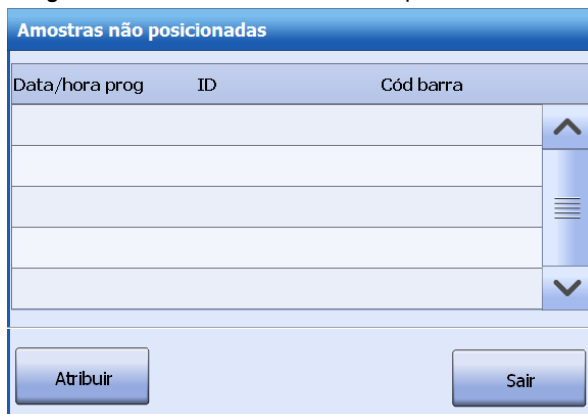 Amostras não posicionadas
Data/hora prog ID Cód barra
Atribuir Sair